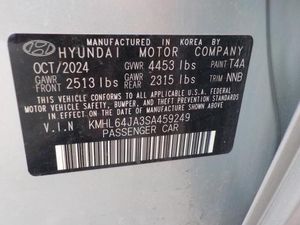 MANUFACTURED IN KOREA BY
HYUNDAI MOTOR COMPANY
OCT/2024 GVWR 4453 lbs PAINT T4A
GAWR FRONT 2513 lbs GAWR REAR 2315 lbs TRIM NNB
THIS VEHICLE CONFORMS TO ALL APPLICABLE U.S. FEDERAL
MOTOR VEHICLE SAFETY, BUMPER, AND THEFT PREVENTION
STANDARDS IN EFFECT ON THE DATE OF MANUFACTURE SHOWN ABOVE.
V.I.N KMHL64JA3SA459249
PASSENGER CAR